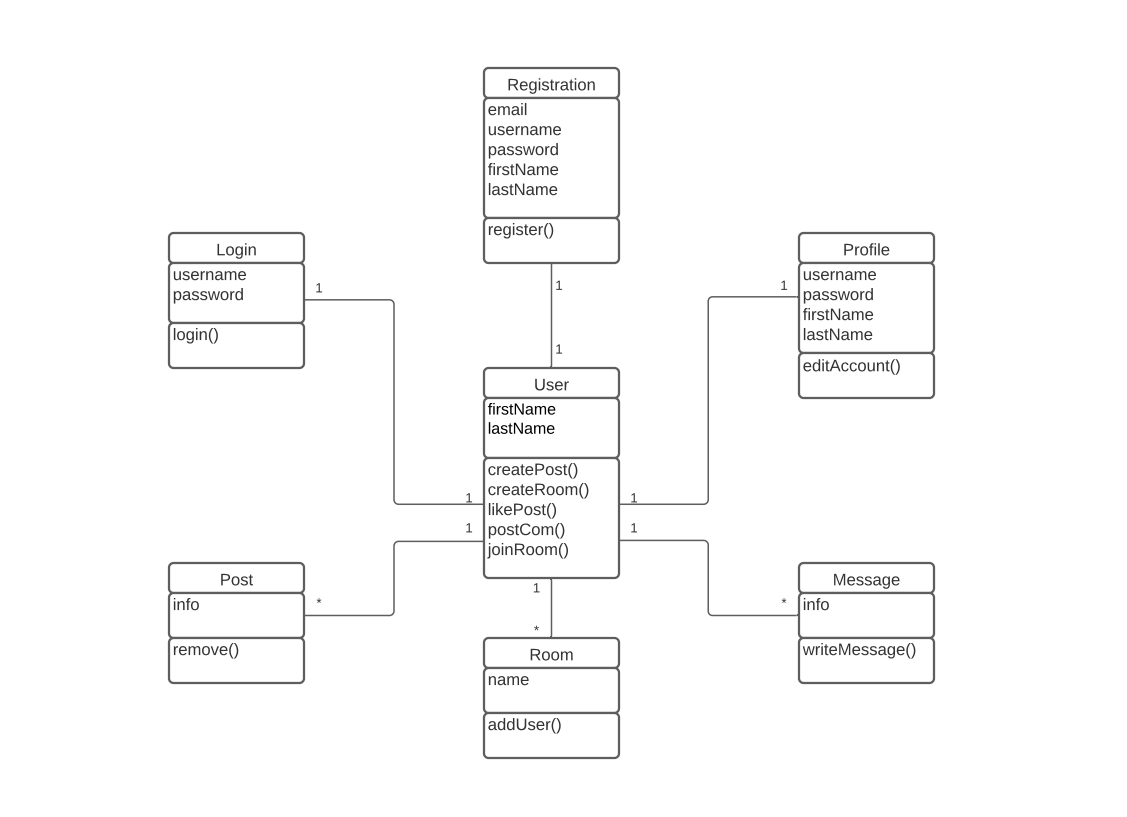 Registration
email
username
password
firstName
lastName
register()
Login
username
password
login()
Profile
username
password
firstName
lastName
editAccount()
1
1
1
1
User
firstName
lastName
createPost()
createRoom()
likePost()
postCom()
joinRoom()
1
1
1
1
Post
info
remove()
*
1
*
Room
name
addUser()
*
Message
info
writeMessage()